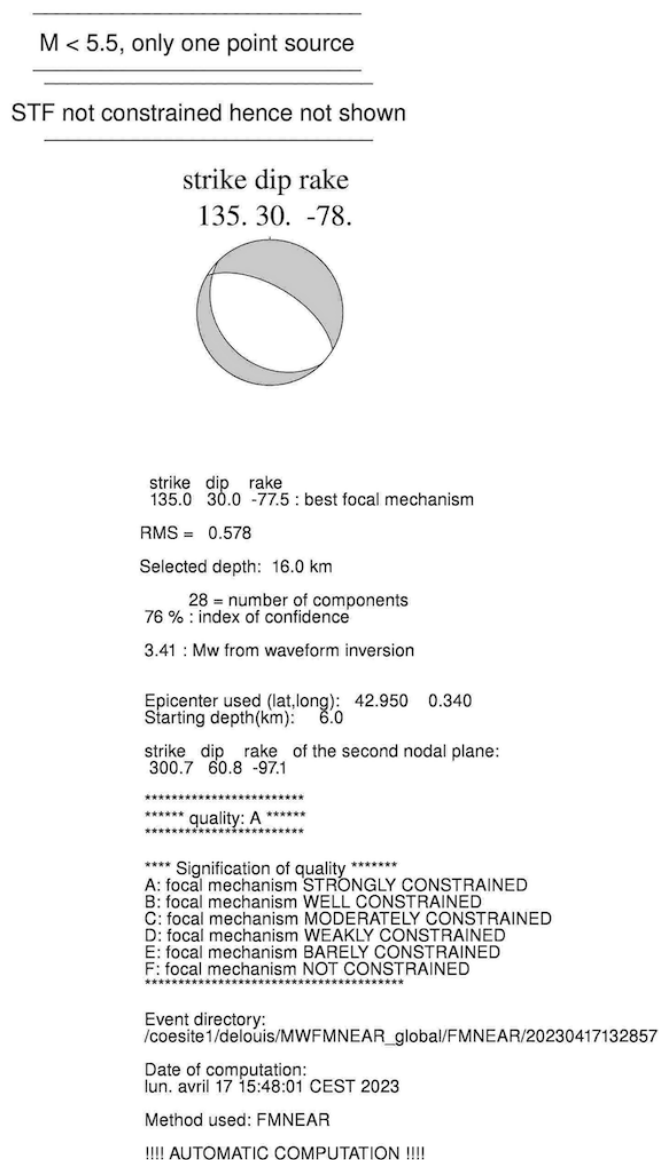 M < 5.5, only one point source
STF not constrained hence not shown
strike dip rake
135. 30. -78.
strike dip rake
135.0 30.0 -77.5 : best focal mechanism
RMS = 0.578
Selected depth: 16.0 km
28 = number of components
76 % : index of confidence
3.41 : Mw from waveform inversion
Epicenter used (lat,long): 42.950 0.340
Starting depth(km): 6.0
strike dip rake of the second nodal plane:
300.7 60.8 -97.1
************************
****** quality: A ******
************************
**** Signification of quality *******
A: focal mechanism STRONGLY CONSTRAINED
B: focal mechanism WELL CONSTRAINED
C: focal mechanism MODERATELY CONSTRAINED
D: focal mechanism WEAKLY CONSTRAINED
E: focal mechanism BARELY CONSTRAINED
F: focal mechanism NOT CONSTRAINED
***************************************
Event directory:
/coesite1/delouis/MWFMNEAR_global/FMNEAR/20230417132857
Date of computation:
lun. avril 17 15:48:01 CEST 2023
Method used: FMNEAR
!!!! AUTOMATIC COMPUTATION !!!!